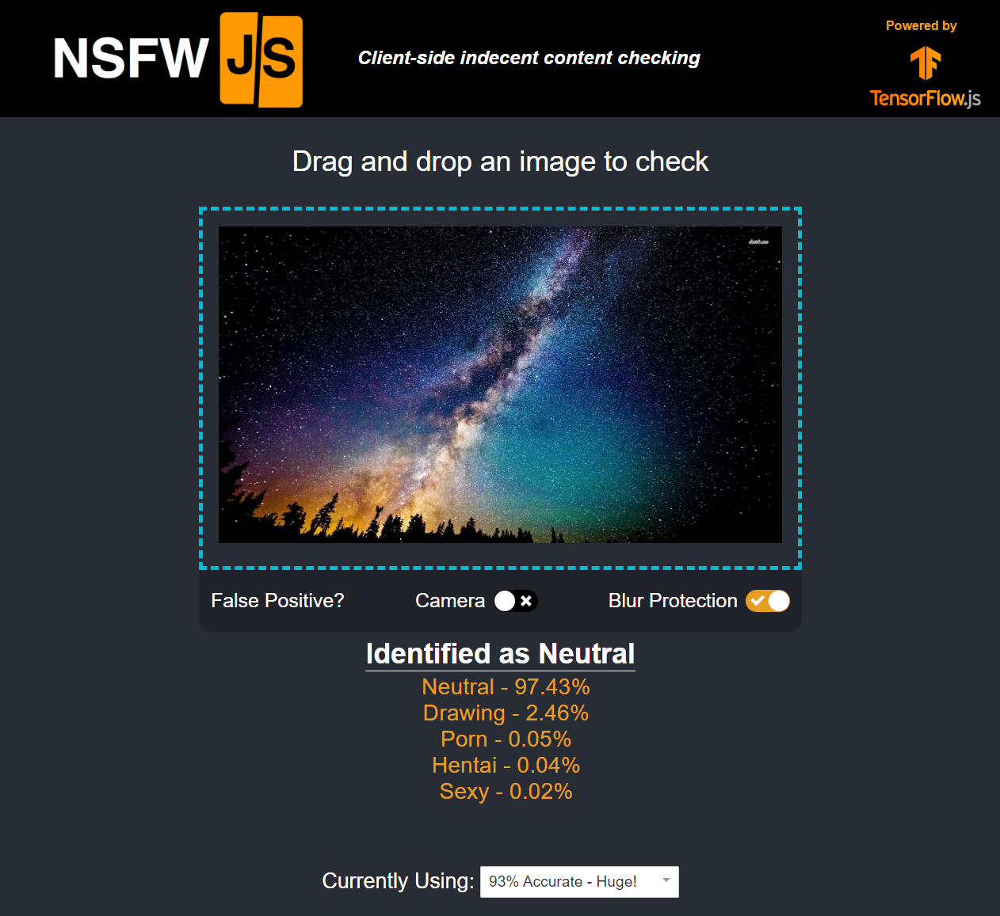 NSFW JS
Client-side indecent content checking
Powered by
TensorFlow.js
Drag and drop an image to check
False Positive?
Camera
Blur Protection
Identified as Neutral
Neutral - 97.43%
Drawing - 2.46%
Porn - 0.05%
Hentai - 0.04%
Sexy - 0.02%
Currently Using: 93% Accurate - Huge!